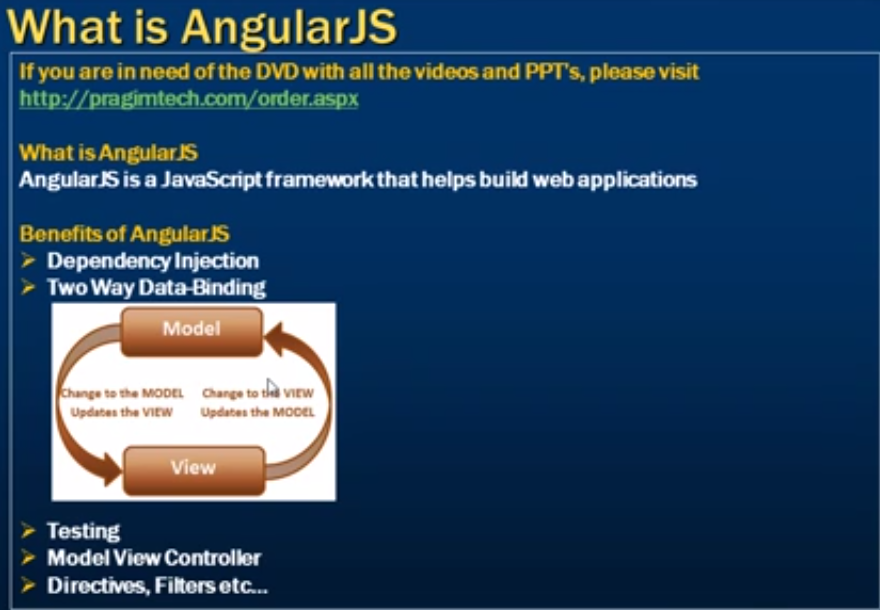 What is AngularJS
If you are in need of the DVD with all the videos and PPT's, please visit
http://pragimtech.com/order.aspx
What is AngularJS
AngularJS is a JavaScript framework that helps build web applications
Benefits of AngularJS
Dependency Injection
Two Way Data-Binding
Model
Change to the MODEL
Updates the VIEW
Change to the VIEW
Updates the MODEL
View
Testing
Model View Controller
Directives, Filters etc...